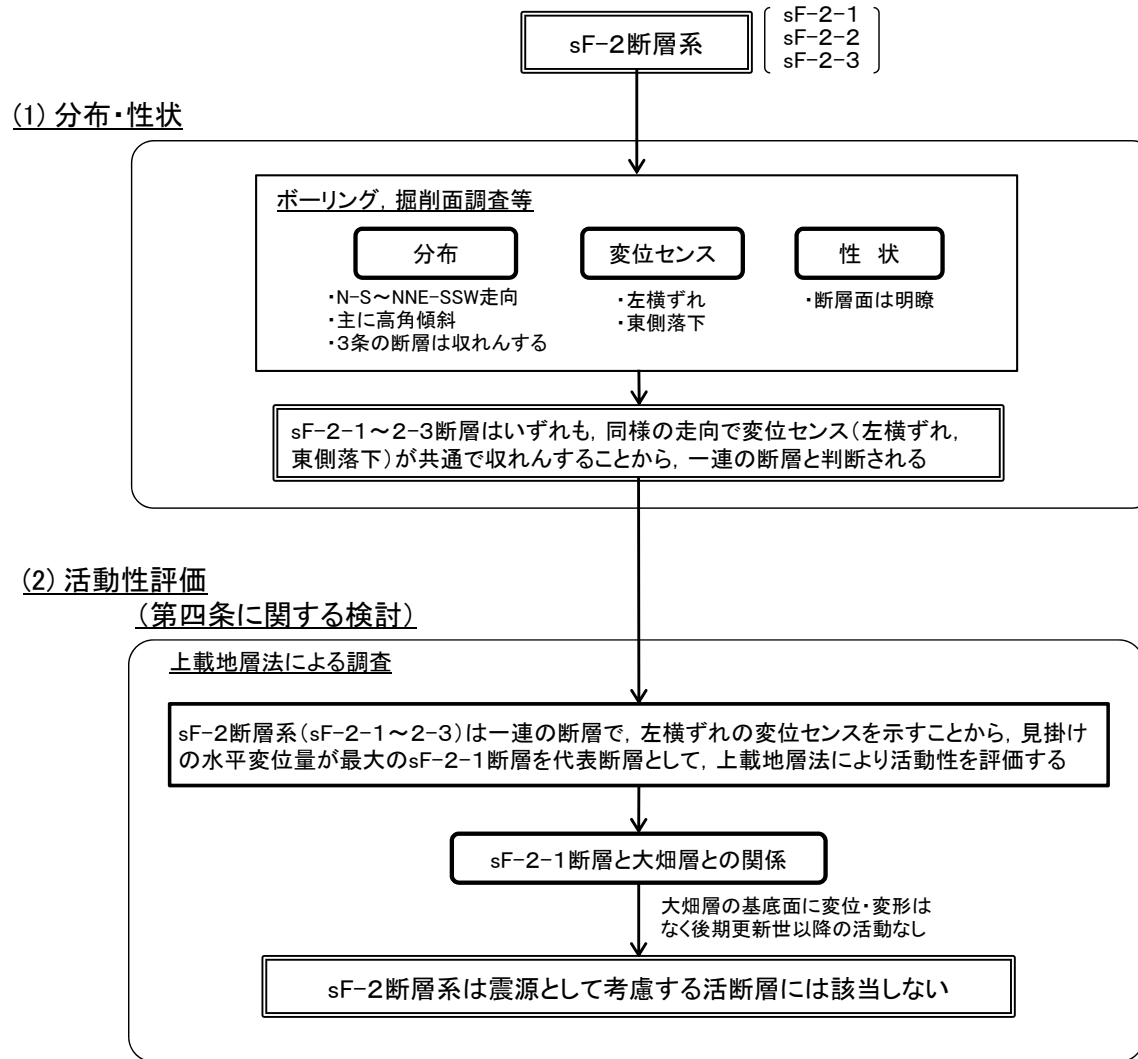 sF-2断層系
sF-2-1
sF-2-2
sF-2-3
(1) 分布・性状
ボーリング，掘削面調査等
分布
変位センス
性 状
・N-S～NNE-SSW走向
・主に高角傾斜
・３条の断層は収れんする
・左横ずれ
・東側落下
・断層面は明瞭
sF-2-1～2-3断層はいずれも，同様の走向で変位センス（左横ずれ，
東側落下）が共通で収れんすることから，一連の断層と判断される
(2) 活動性評価
（第四条に関する検討）
上載地層法による調査
sF-2断層系（sF-2-1～2-3）は一連の断層で，左横ずれの変位センスを示すことから，見掛け
の水平変位量が最大のsF-2-1断層を代表断層として，上載地層法により活動性を評価する
sF-2-1断層と大畑層との関係
大畑層の基底面に変位・変形は
なく後期更新世以降の活動なし
sF-2断層系は震源として考慮する活断層には該当しない